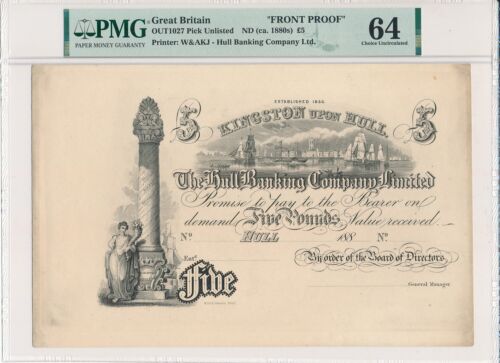 PMG
PAPER MONEY GUARANTY
Great Britain "FRONT PROOF"
OUT1027 Pick Unlisted ND (ca. 1880s) £5
Printer: W&AKJ - Hull Banking Company Ltd.
64
Choice Uncirculated
ESTABLISHED 1833.
£5 KINGSTON UPON HULL. £5
The Hull Banking Company Limited
Promise to pay to the Bearer on
demand Five Pounds Value received.
No HULL 188 No
By order of the Board of Directors
Entd.
Five
General Manager